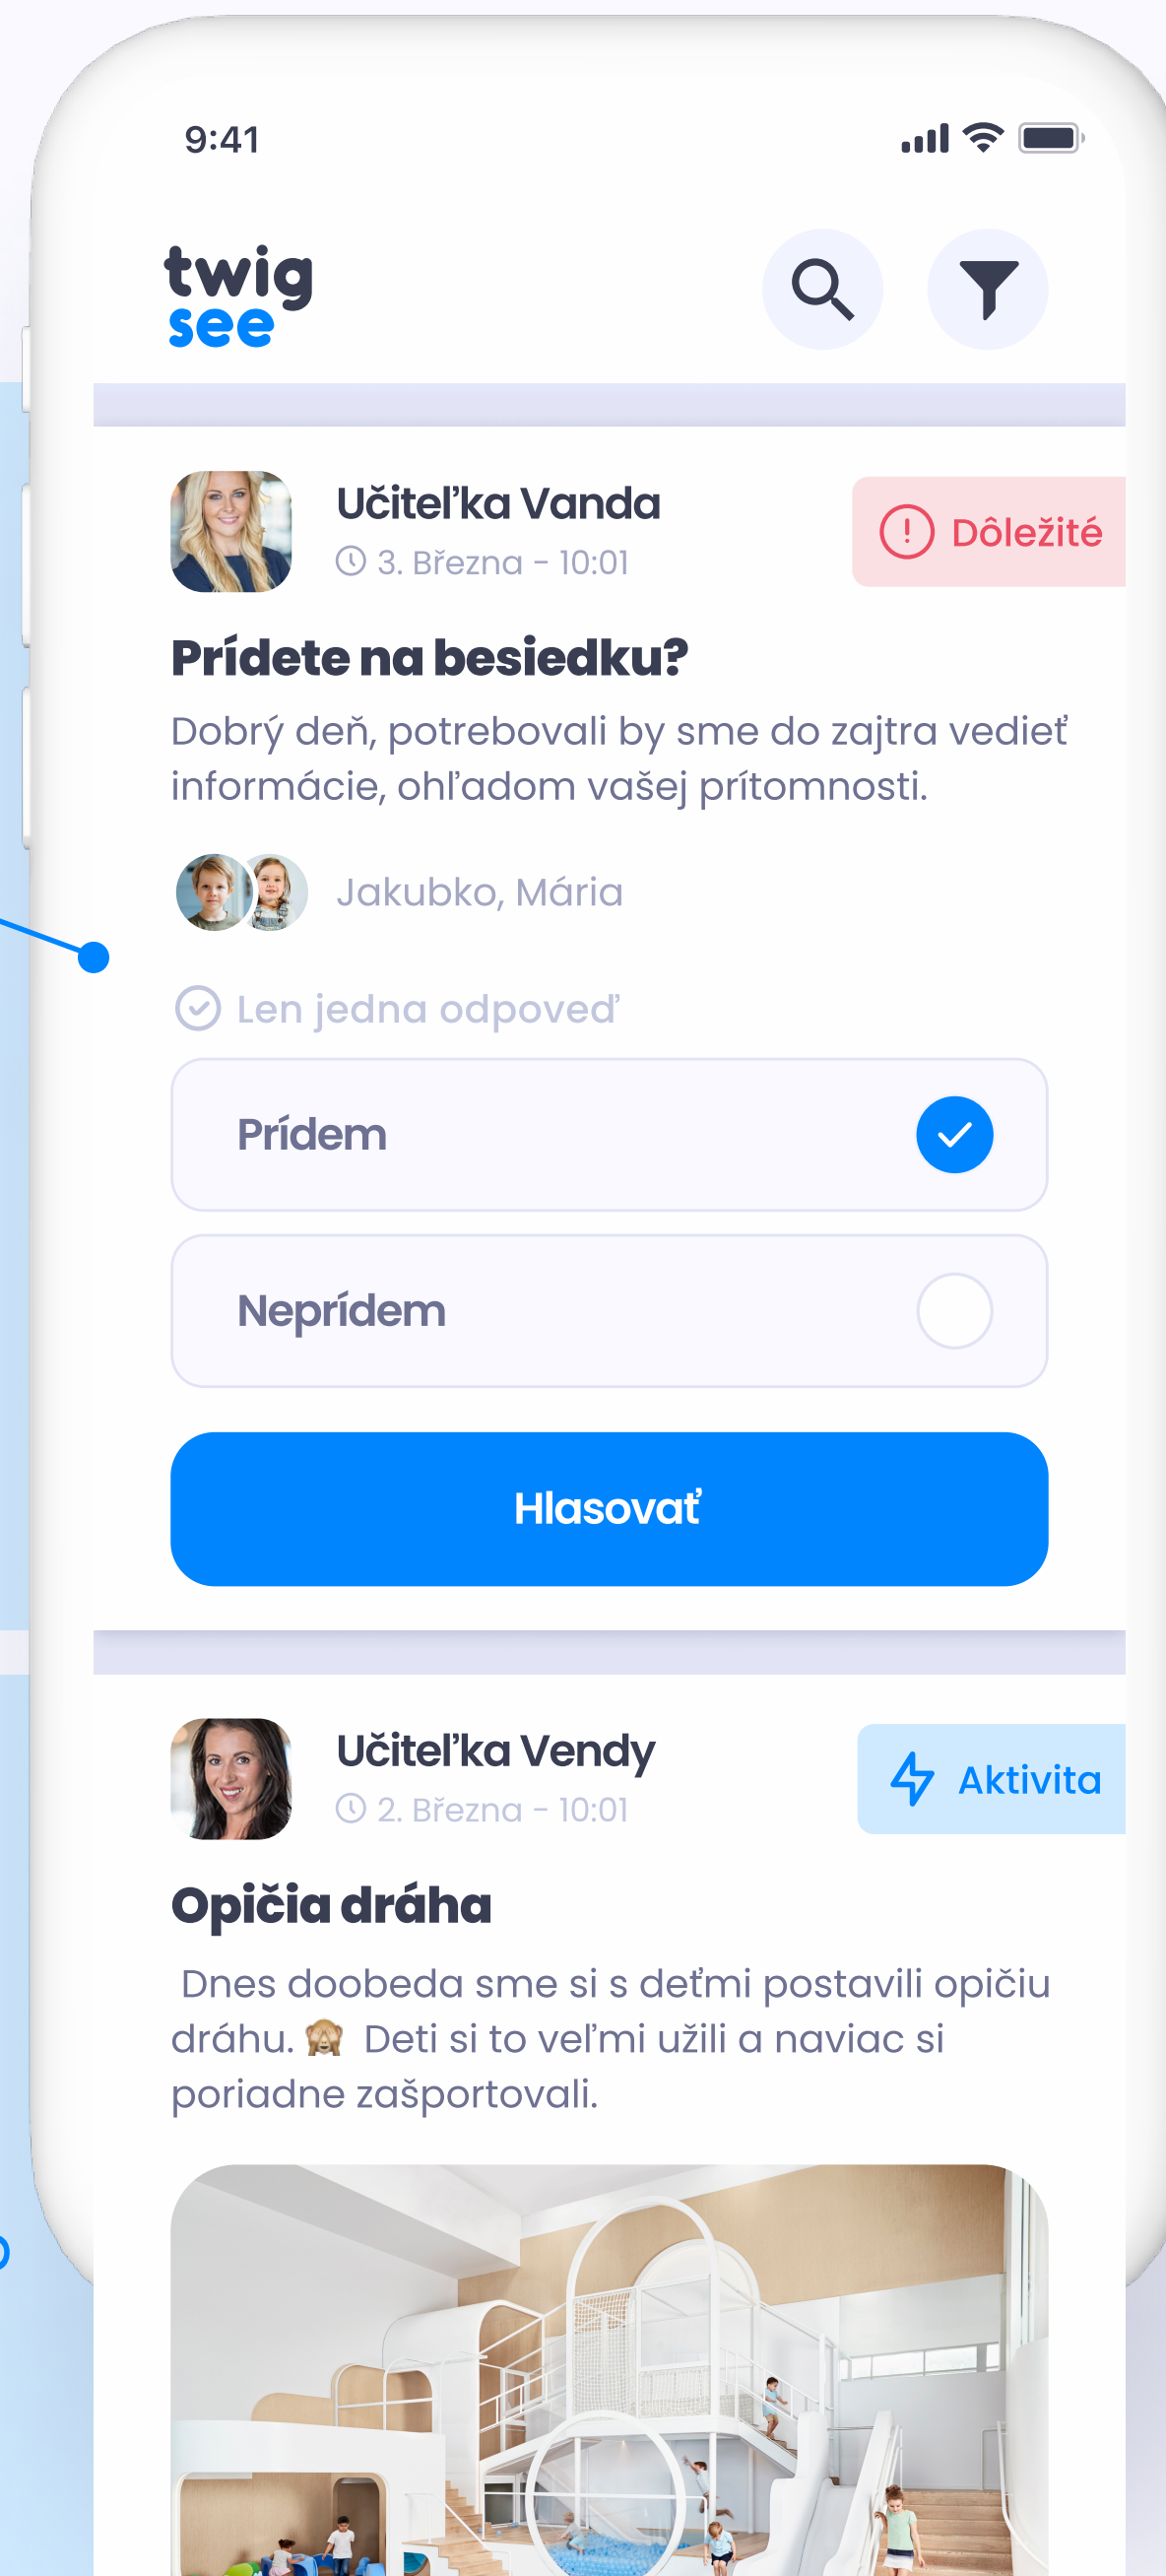 9:41
twig
see
Učiteľka Vanda
3. Března - 10:01
Dôležité
Prídete na besiedku?
Dobrý deň, potrebovali by sme do zajtra vedieť
informácie, ohľadom vašej prítomnosti.
Jakubko, Mária
Len jedna odpoveď
Prídem
Neprídem
Hlasovať
Učiteľka Vendy
2. Března - 10:01
Aktivita
Opičia dráha
Dnes doobeda sme si s deťmi postavili opičiu
dráhu. 🙈 Deti si to veľmi užili a naviac si
poriadne zašportovali.